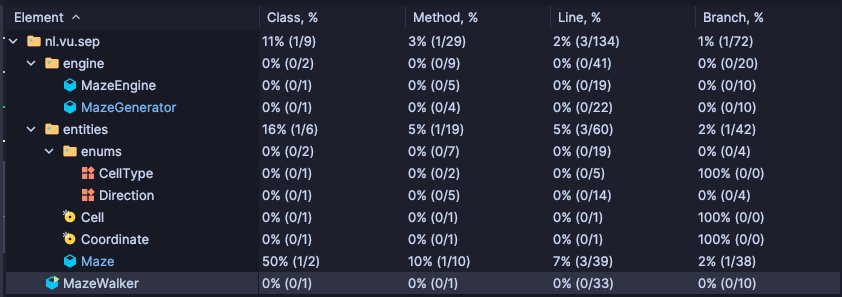 Element Class, % Method, % Line, % Branch, %
nl.vu.sep 11% (1/9) 3% (1/29) 2% (3/134) 1% (1/72)
engine 0% (0/2) 0% (0/9) 0% (0/41) 0% (0/20)
MazeEngine 0% (0/1) 0% (0/5) 0% (0/19) 0% (0/10)
MazeGenerator 0% (0/1) 0% (0/4) 0% (0/22) 0% (0/10)
entities 16% (1/6) 5% (1/19) 5% (3/60) 2% (1/42)
enums 0% (0/2) 0% (0/7) 0% (0/19) 0% (0/4)
CellType 0% (0/1) 0% (0/2) 0% (0/5) 100% (0/0)
Direction 0% (0/1) 0% (0/5) 0% (0/14) 0% (0/4)
Cell 0% (0/1) 0% (0/1) 0% (0/1) 100% (0/0)
Coordinate 0% (0/1) 0% (0/1) 0% (0/1) 100% (0/0)
Maze 50% (1/2) 10% (1/10) 7% (3/39) 2% (1/38)
MazeWalker 0% (0/1) 0% (0/1) 0% (0/33) 0% (0/10)